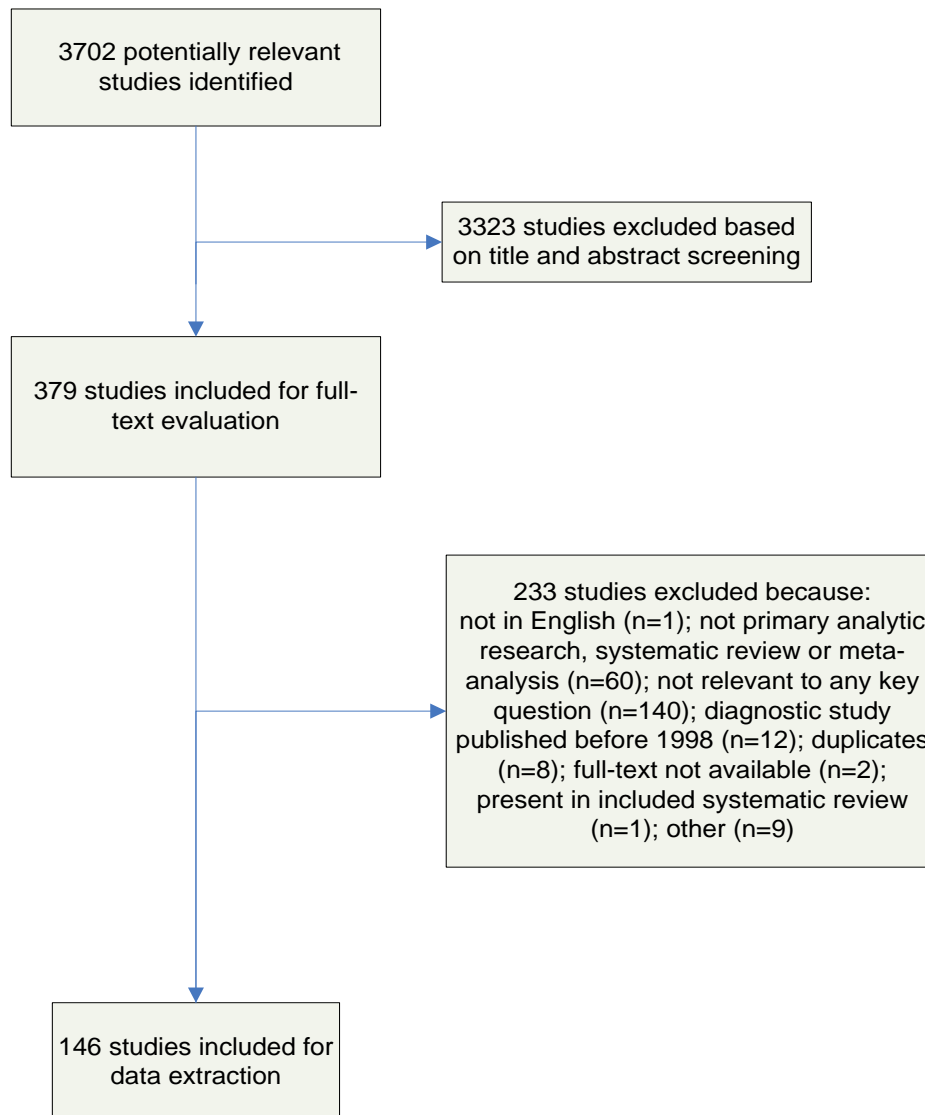 3702 potentially relevant
studies identified
3323 studies excluded based
on title and abstract screening
379 studies included for full-
text evaluation
233 studies excluded because:
not in English (n=1); not primary analytic
research, systematic review or meta-
analysis (n=60); not relevant to any key
question (n=140); diagnostic study
published before 1998 (n=12); duplicates
(n=8); full-text not available (n=2);
present in included systematic review
(n=1); other (n=9)
146 studies included for
data extraction